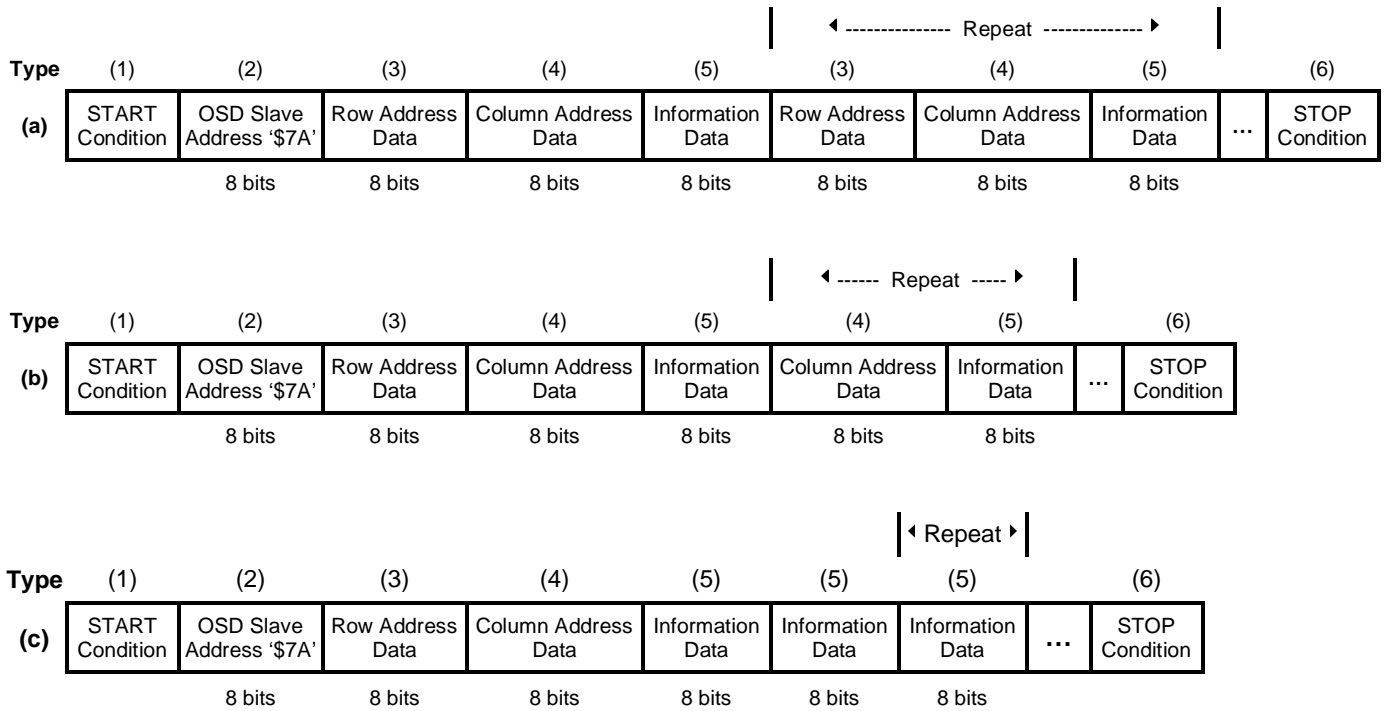 ◀ --------------- Repeat -------------- ▶
Type (1) (2) (3) (4) (5) (3) (4) (5) (6)
(a) START Condition OSD Slave Address ‘$7A’ Row Address Data Column Address Data Information Data Row Address Data Column Address Data Information Data ... STOP Condition
8 bits 8 bits 8 bits 8 bits 8 bits 8 bits 8 bits
◀ ------ Repeat ----- ▶
Type (1) (2) (3) (4) (5) (4) (5) (6)
(b) START Condition OSD Slave Address ‘$7A’ Row Address Data Column Address Data Information Data Column Address Data Information Data ... STOP Condition
8 bits 8 bits 8 bits 8 bits 8 bits 8 bits
◀ Repeat ▶
Type (1) (2) (3) (4) (5) (5) (5) (6)
(c) START Condition OSD Slave Address ‘$7A’ Row Address Data Column Address Data Information Data Information Data Information Data ... STOP Condition
8 bits 8 bits 8 bits 8 bits 8 bits 8 bits